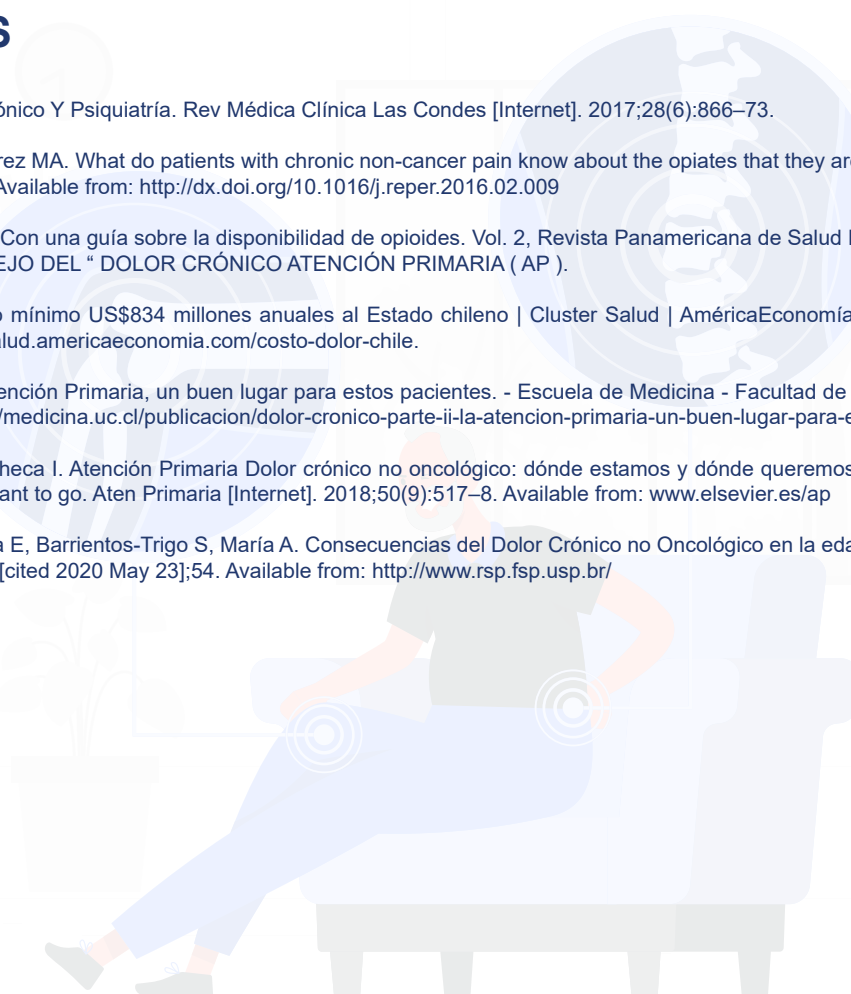 s
ónico Y Psiquiatría. Rev Médica Clínica Las Condes [Internet]. 2017;28(6):866–73.
rez MA. What do patients with chronic non-cancer pain know about the opiates that they are
Available from: http://dx.doi.org/10.1016/j.reper.2016.02.009
Con una guía sobre la disponibilidad de opioides. Vol. 2, Revista Panamericana de Salud
EJO DEL “ DOLOR CRÓNICO ATENCIÓN PRIMARIA ( AP ).
o mínimo US$834 millones anuales al Estado chileno | Cluster Salud | AméricaEconomía
alud.americaeconomia.com/costo-dolor-chile.
ención Primaria, un buen lugar para estos pacientes. - Escuela de Medicina - Facultad de
/medicina.uc.cl/publicacion/dolor-cronico-parte-ii-la-atencion-primaria-un-buen-lugar-para-e
checa I. Atención Primaria Dolor crónico no oncológico: dónde estamos y dónde queremos
ant to go. Aten Primaria [Internet]. 2018;50(9):517–8. Available from: www.elsevier.es/ap
a E, Barrientos-Trigo S, María A. Consecuencias del Dolor Crónico no Oncológico en la eda
[cited 2020 May 23];54. Available from: http://www.rsp.fsp.usp.br/